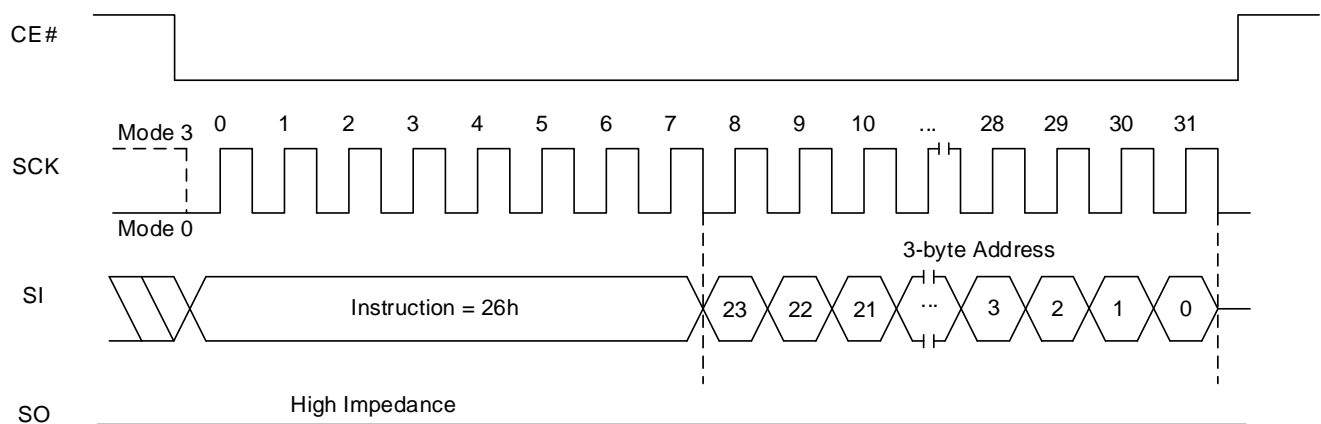 CE#
Mode 3
0 1 2 3 4 5 6 7 8 9 10 ... 28 29 30 31
SCK
Mode 0
3-byte Address
SI
Instruction = 26h
23 22 21 ... 3 2 1 0
High Impedance
SO